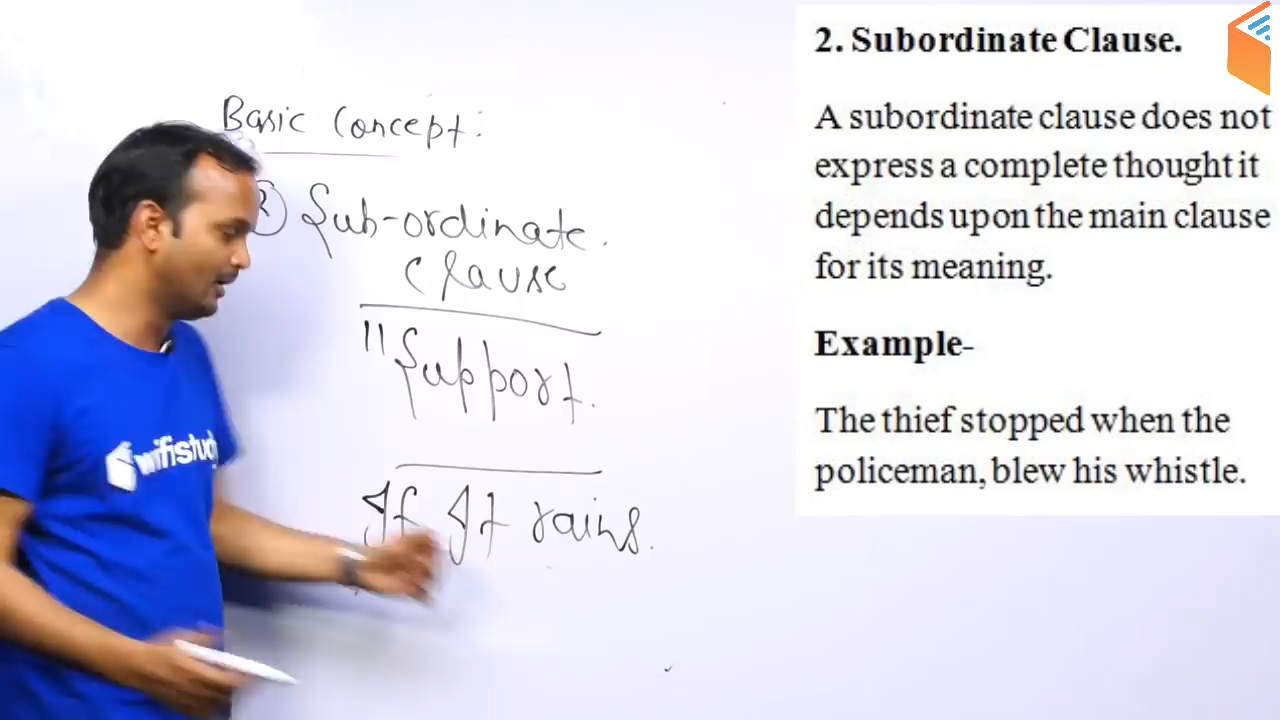 Basic Concept:
② Sub-ordinate.
Clause
"Support.
If It rains.
wifistudy
2. Subordinate Clause.
A subordinate clause does not
express a complete thought it
depends upon the main clause
for its meaning.
Example-
The thief stopped when the
policeman, blew his whistle.